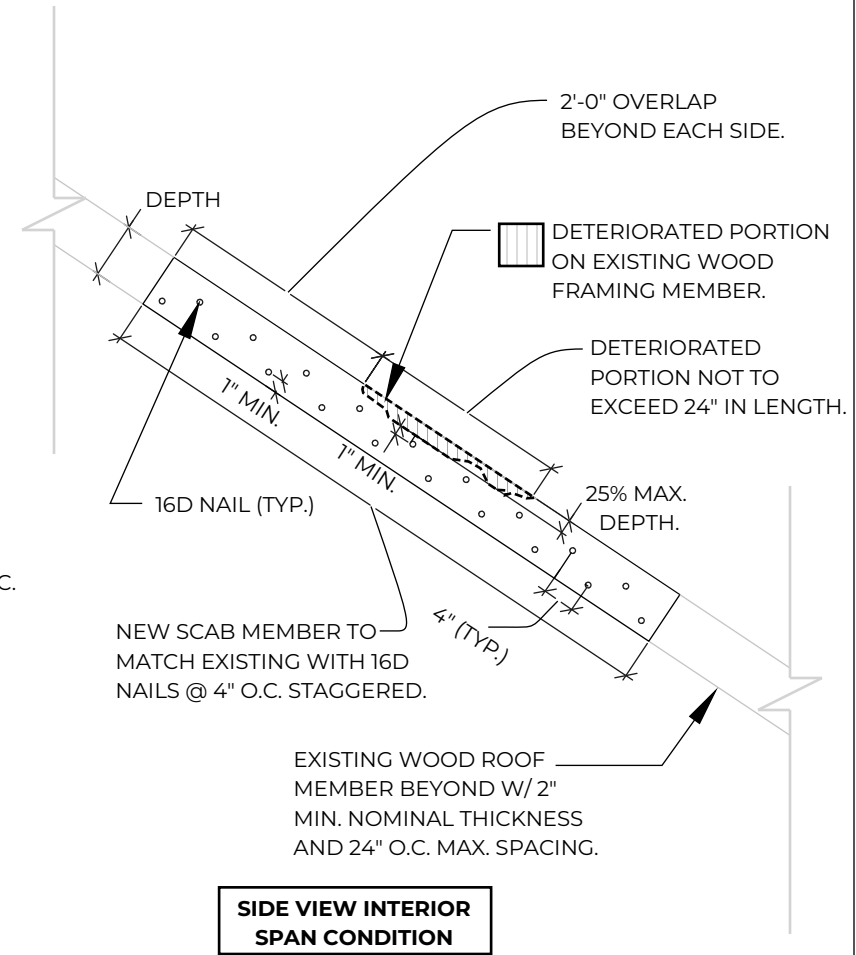 2'-0" OVERLAP
BEYOND EACH SIDE.
DEPTH
DETERIORATED PORTION
ON EXISTING WOOD
FRAMING MEMBER.
DETERIORATED
PORTION NOT TO
EXCEED 24" IN LENGTH.
1" MIN.
1" MIN.
25% MAX.
DEPTH.
16D NAIL (TYP.)
C.
4" (TYP.)
NEW SCAB MEMBER TO
MATCH EXISTING WITH 16D
NAILS @ 4" O.C. STAGGERED.
EXISTING WOOD ROOF
MEMBER BEYOND W/ 2"
MIN. NOMINAL THICKNESS
AND 24" O.C. MAX. SPACING.
SIDE VIEW INTERIOR
SPAN CONDITION